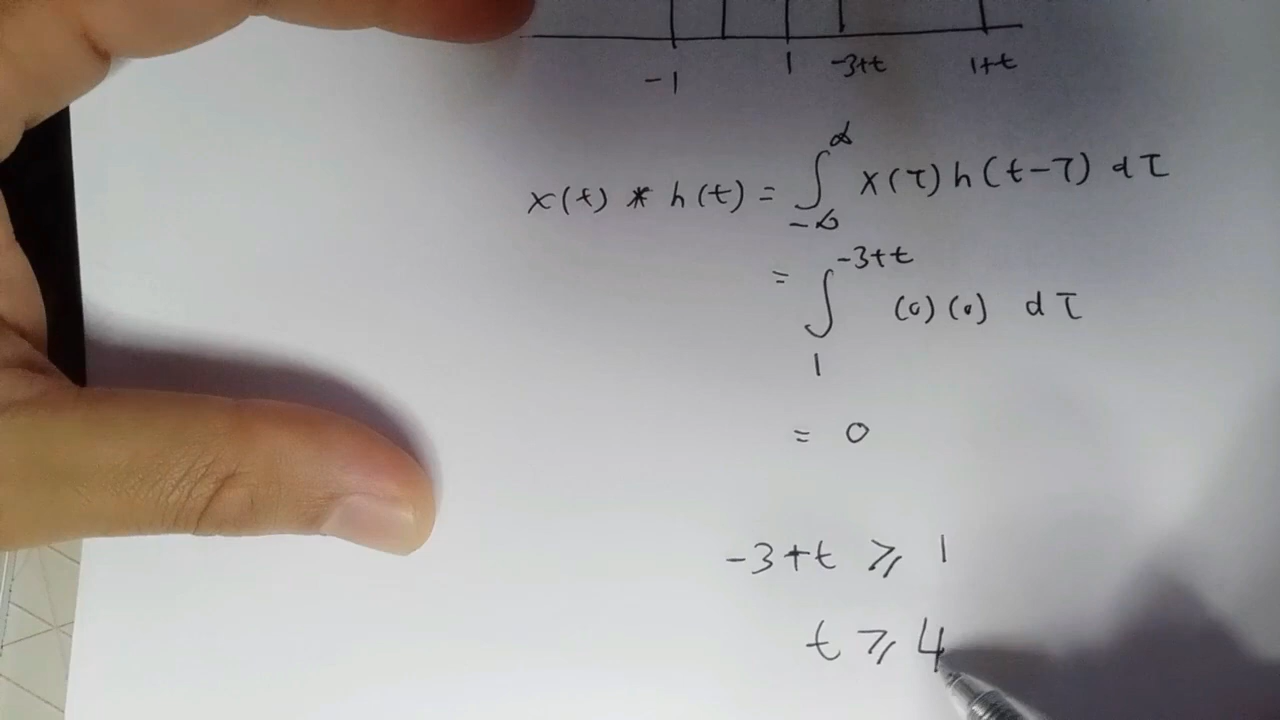 -1 1 -3+t 1+t
x(t) * h(t) = ∫_{-∞}^{∞} x(τ) h(t-τ) dτ
= ∫_{1}^{-3+t} (0)(0) dτ
= 0
-3+t ≥ 1
t ≥ 4